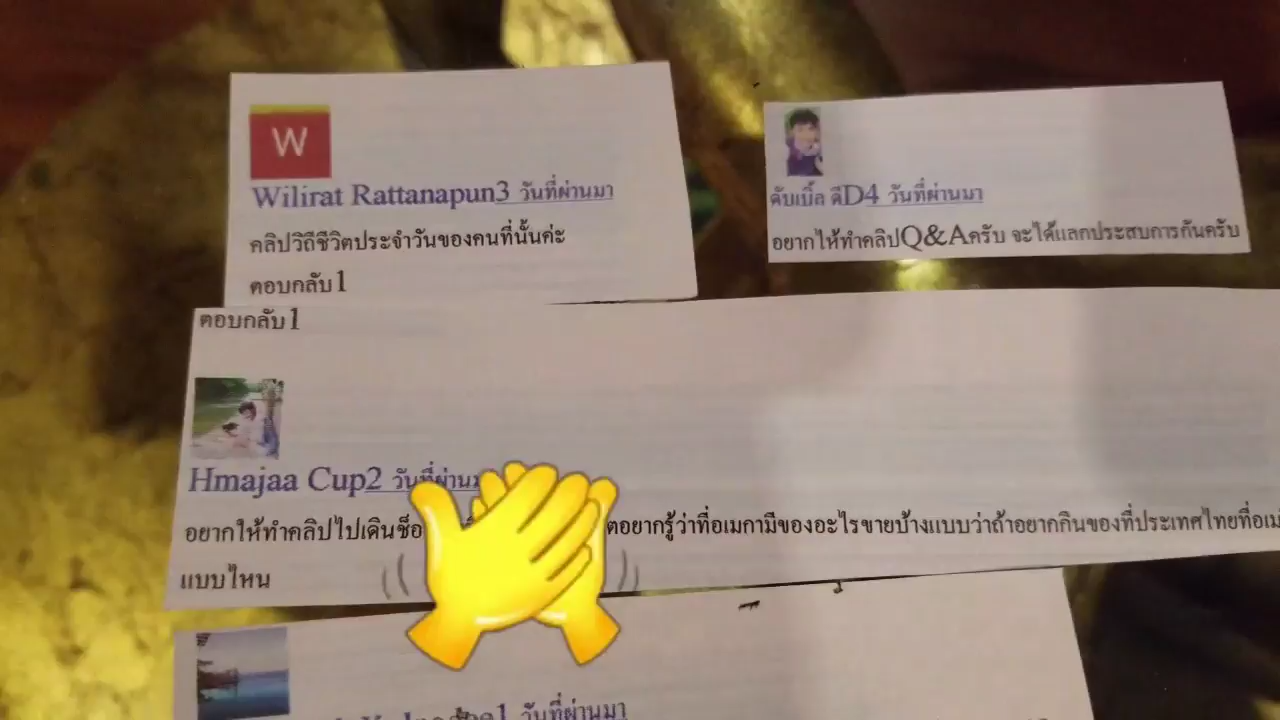 W
Wilirat Rattanapun3 วันที่ผ่านมา
คลิปวิถีชีวิตประจำวันของคนที่นั้นค่ะ
ตอบกลับ1
ดับเบิ้ล ดีD4 วันที่ผ่านมา
อยากให้ทำคลิปQ&Aครับ จะได้แลกประสบการกันครับ
ตอบกลับ1
Hmajaa Cup2 วันที่ผ่านมา
อยากให้ทำคลิปไปเดินช็อ ตอยากรู้ว่าที่อเมกามีของอะไรขายบ้างแบบว่าถ้าอยากกินของที่ประเทศไทยที่อเม
แบบไหน
วันที่ผ่านมา